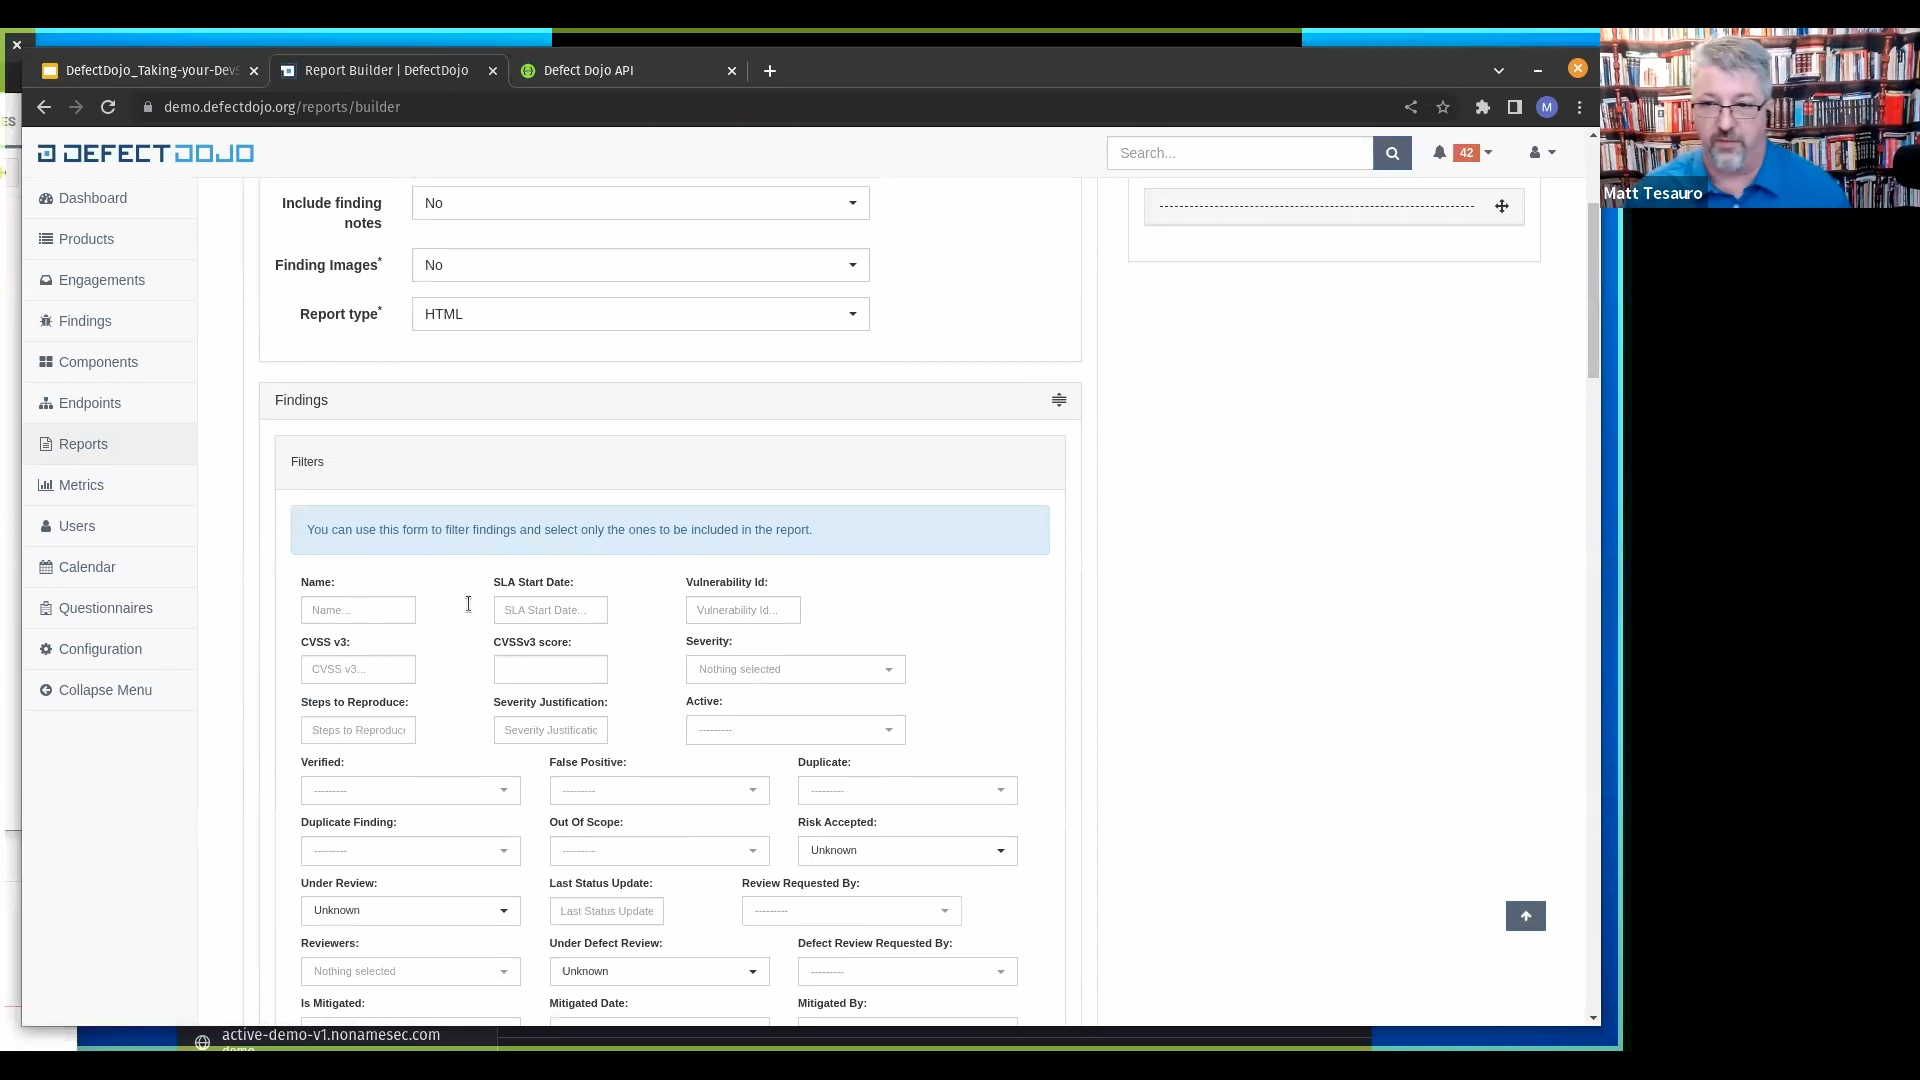 DefectDojo_Taking-your-Dev
Report Builder | DefectDojo
Defect Dojo API
demo.defectdojo.org/reports/builder
M
DEFECTDOJO
Search...
42
Matt Tesauro
Dashboard
Products
Engagements
Findings
Components
Endpoints
Reports
Metrics
Users
Calendar
Questionnaires
Configuration
Collapse Menu
Include finding
notes
No
Finding Images*
No
Report type*
HTML
Findings
Filters
You can use this form to filter findings and select only the ones to be included in the report.
Name: SLA Start Date: Vulnerability Id:
Name... SLA Start Date... Vulnerability Id...
CVSS v3: CVSSv3 score: Severity:
CVSS v3... Nothing selected
Steps to Reproduce: Severity Justification: Active:
Steps to Reproduc Severity Justificatic ---------
Verified: False Positive: Duplicate:
--------- --------- ---------
Duplicate Finding: Out Of Scope: Risk Accepted:
--------- --------- Unknown
Under Review: Last Status Update: Review Requested By:
Unknown Last Status Update ---------
Reviewers: Under Defect Review: Defect Review Requested By:
Nothing selected Unknown ---------
Is Mitigated: Mitigated Date: Mitigated By:
active-demo-v1.nonamesec.com